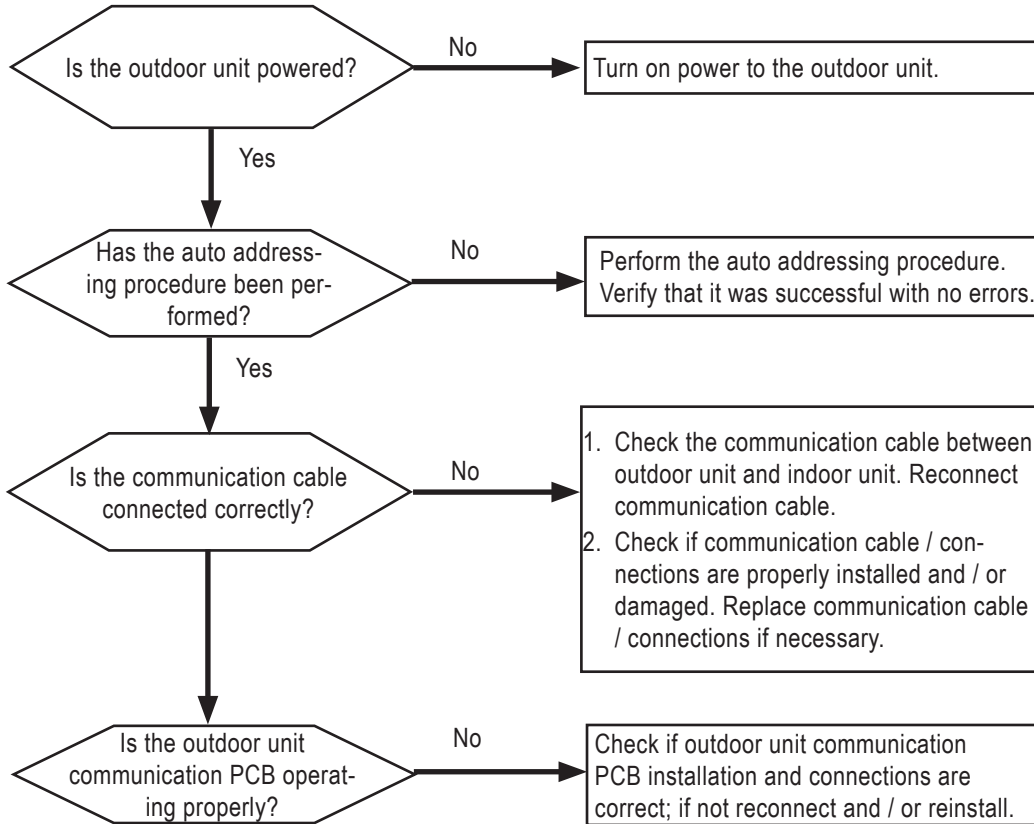 Is the outdoor unit powered?
No
Turn on power to the outdoor unit.
Yes
Has the auto address-
ing procedure been per-
formed?
No
Perform the auto addressing procedure.
Verify that it was successful with no errors.
Yes
Is the communication cable
connected correctly?
No
1. Check the communication cable between
outdoor unit and indoor unit. Reconnect
communication cable.
2. Check if communication cable / con-
nections are properly installed and / or
damaged. Replace communication cable
/ connections if necessary.
Is the outdoor unit
communication PCB operat-
ing properly?
No
Check if outdoor unit communication
PCB installation and connections are
correct; if not reconnect and / or reinstall.